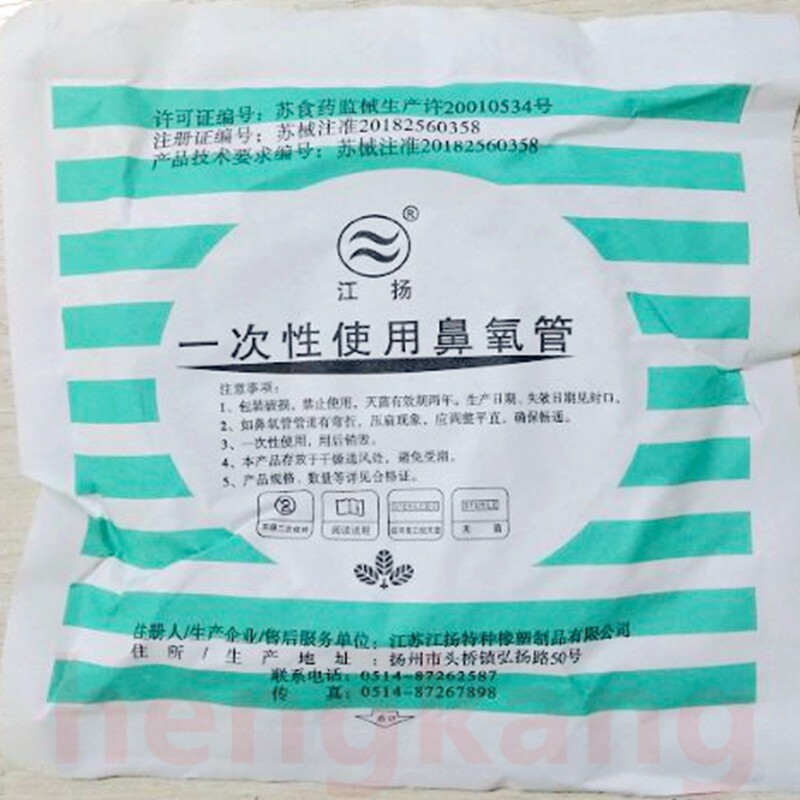 许可证编号：苏食药监械生产许20010534号
注册证编号：苏械注准20182560358
产品技术要求编号：苏械注准20182560358
®
江扬
一次性使用鼻氧管
注意事项：
1、包装破损，禁止使用，灭菌有效期两年，生产日期、失效日期见封口。
2、如鼻氧管管道有弯折，压扁现象，应调整平直，确保畅通。
3、一次性使用，用后销毁。
4、本产品存放于干燥通风处，避免受潮。
5、产品规格、数量等详见合格证。
2
STERILE
阅读说明
灭菌
注册人/生产企业/售后服务单位：江苏江扬特种橡塑制品有限公司
住所/生产地址：扬州市头桥镇弘扬路50号
联系电话：0514-87262587
传真：0514-87267898
hengkang